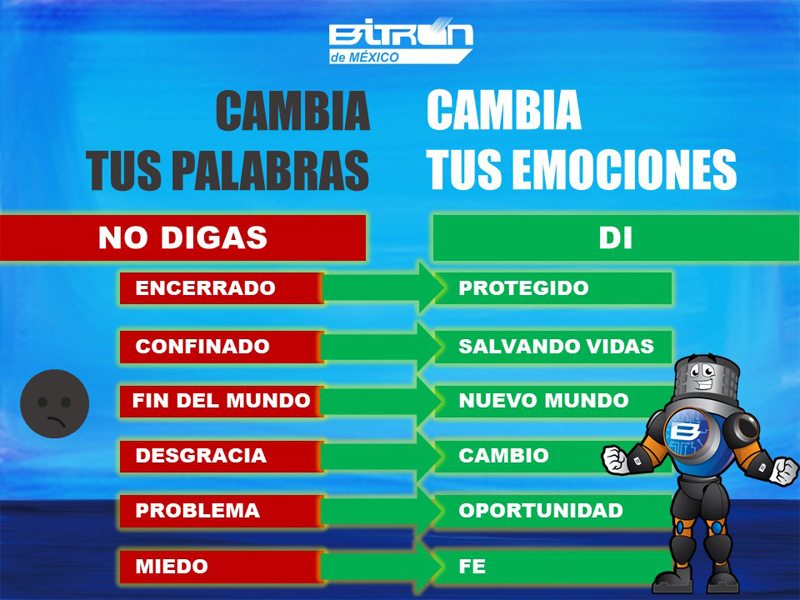 BITRON
de MÉXICO
CAMBIA
TUS PALABRAS
CAMBIA
TUS EMOCIONES
NO DIGAS
DI
ENCERRADO
PROTEGIDO
CONFINADO
SALVANDO VIDAS
FIN DEL MUNDO
NUEVO MUNDO
DESGRACIA
CAMBIO
PROBLEMA
OPORTUNIDAD
MIEDO
FE
B